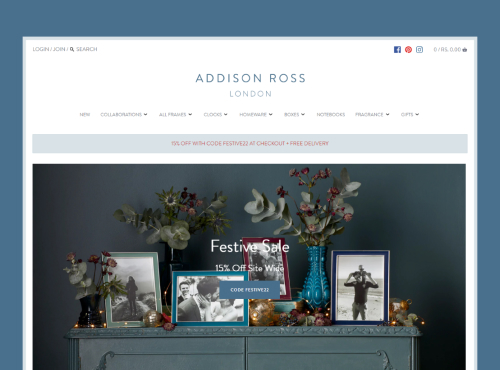 LOGIN / JOIN / SEARCH
0 / RS. 0.00
ADDISON ROSS
LONDON
NEW COLLABORATIONS ALL FRAMES CLOCKS HOMEWARE BOXES NOTEBOOKS FRAGRANCE GIFTS
15% OFF WITH CODE FESTIVE22 AT CHECKOUT + FREE DELIVERY
Festive Sale
15% Off Site Wide
CODE FESTIVE22